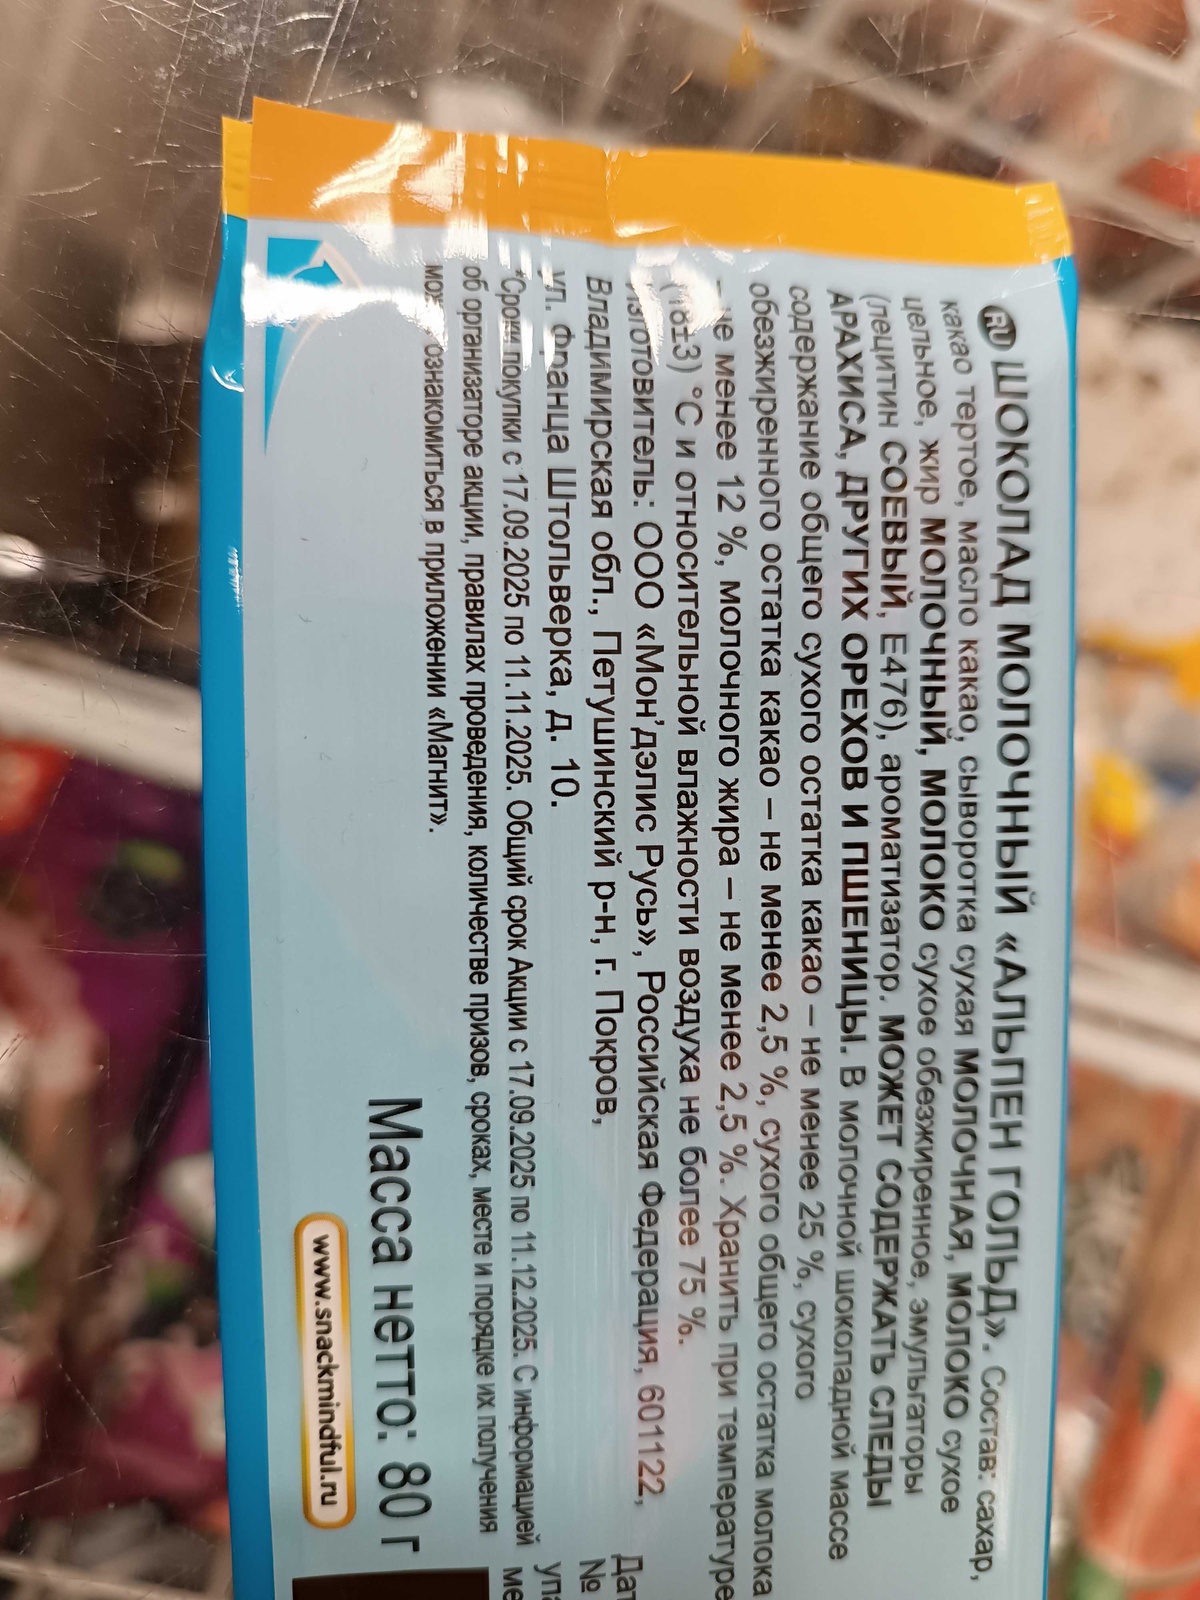 RU ШОКОЛАД МОЛОЧНЫЙ «АЛЬПЕН ГОЛЬД». Состав: сахар,
какао тертое, масло какао, сыворотка сухая МОЛОЧНАЯ, МОЛОКО сухое
цельное, жир МОЛОЧНЫЙ, МОЛОКО сухое обезжиренное, эмульгаторы
(лецитин СОЕВЫЙ, Е476), ароматизатор. МОЖЕТ СОДЕРЖАТЬ СЛЕДЫ
АРАХИСА, ДРУГИХ ОРЕХОВ И ПШЕНИЦЫ. В молочной шоколадной массе
содержание общего сухого остатка какао – не менее 25 %, сухого
обезжиренного остатка какао – не менее 2,5 %, сухого общего остатка молока
– не менее 12 %, молочного жира – не менее 2,5 %. Хранить при температуре
(18±3) °С и относительной влажности воздуха не более 75 %.
Изготовитель: ООО «Мон'дэлис Русь», Российская Федерация, 601122,
Владимирская обл., Петушинский р-н, г. Покров,
ул. Франца Штольверка, д. 10.
*Срок покупки с 17.09.2025 по 11.11.2025. Общий срок Акции с 17.09.2025 по 11.12.2025. С информацией
об организаторе акции, правилах проведения, количестве призов, сроках, месте и порядке их получения
можно ознакомиться в приложении «Магнит».
Масса нетто: 80 г
www.snackmindful.ru
№